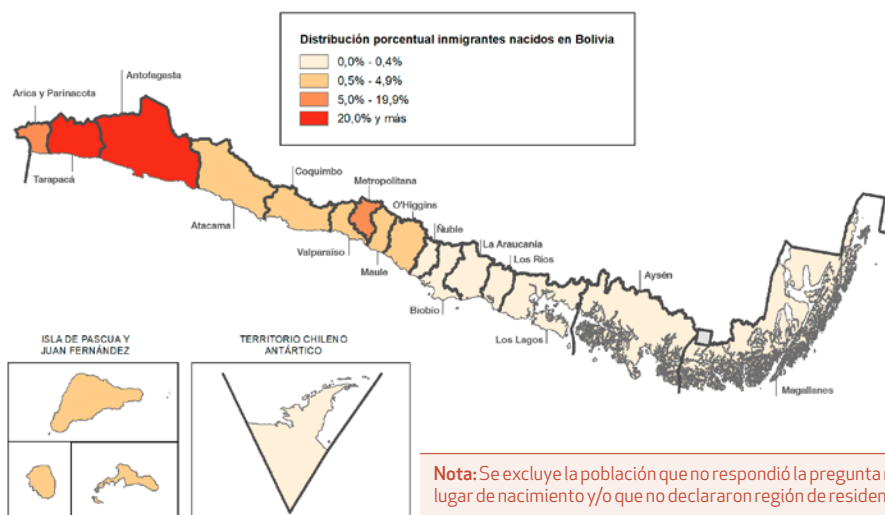 Distribución porcentual inmigrantes nacidos en Bolivia
0,0% - 0,4%
0,5% - 4,9%
5,0% - 19,9%
20,0% y más
Antofagasta
Arica y Parinacota
Tarapacá
Coquimbo
Metropolitana
Atacama
O'Higgins
Ñuble
Valparaíso
La Araucanía
Maule
Los Ríos
Aysén
Biobío
Los Lagos
Magallanes
ISLA DE PASCUA Y
JUAN FERNÁNDEZ
TERRITORIO CHILENO
ANTÁRTICO
Nota: Se excluye la población que no respondió la pregunta
lugar de nacimiento y/o que no declararon región de